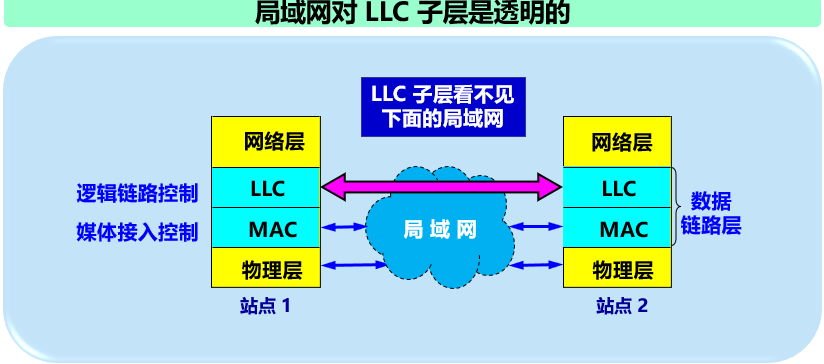 局域网对 LLC 子层是透明的
LLC 子层看不见
下面的局域网
网络层
网络层
逻辑链路控制
LLC
LLC
数据
链路层
媒体接入控制
MAC
局 域 网
MAC
物理层
物理层
站点 1
站点 2